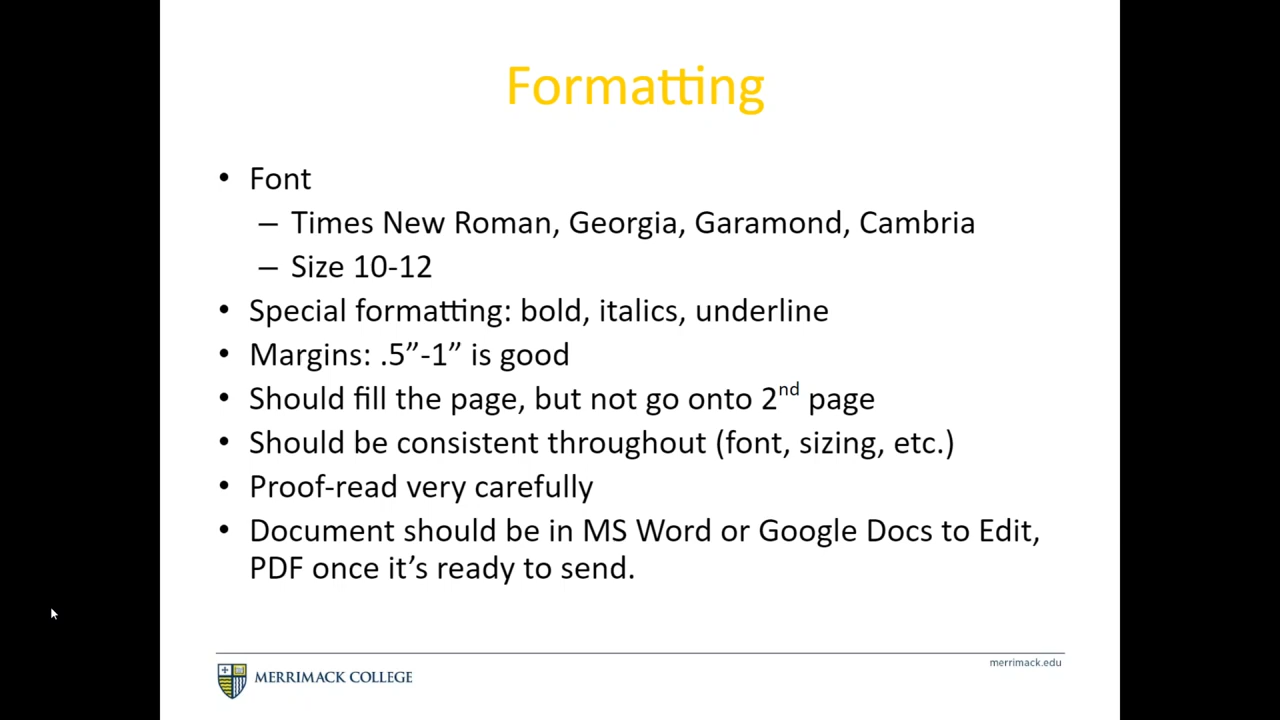 Formatting
• Font
– Times New Roman, Georgia, Garamond, Cambria
– Size 10-12
• Special formatting: bold, italics, underline
• Margins: .5”-1” is good
• Should fill the page, but not go onto 2nd page
• Should be consistent throughout (font, sizing, etc.)
• Proof-read very carefully
• Document should be in MS Word or Google Docs to Edit,
PDF once it’s ready to send.
merrimack.edu
MERRIMACK COLLEGE